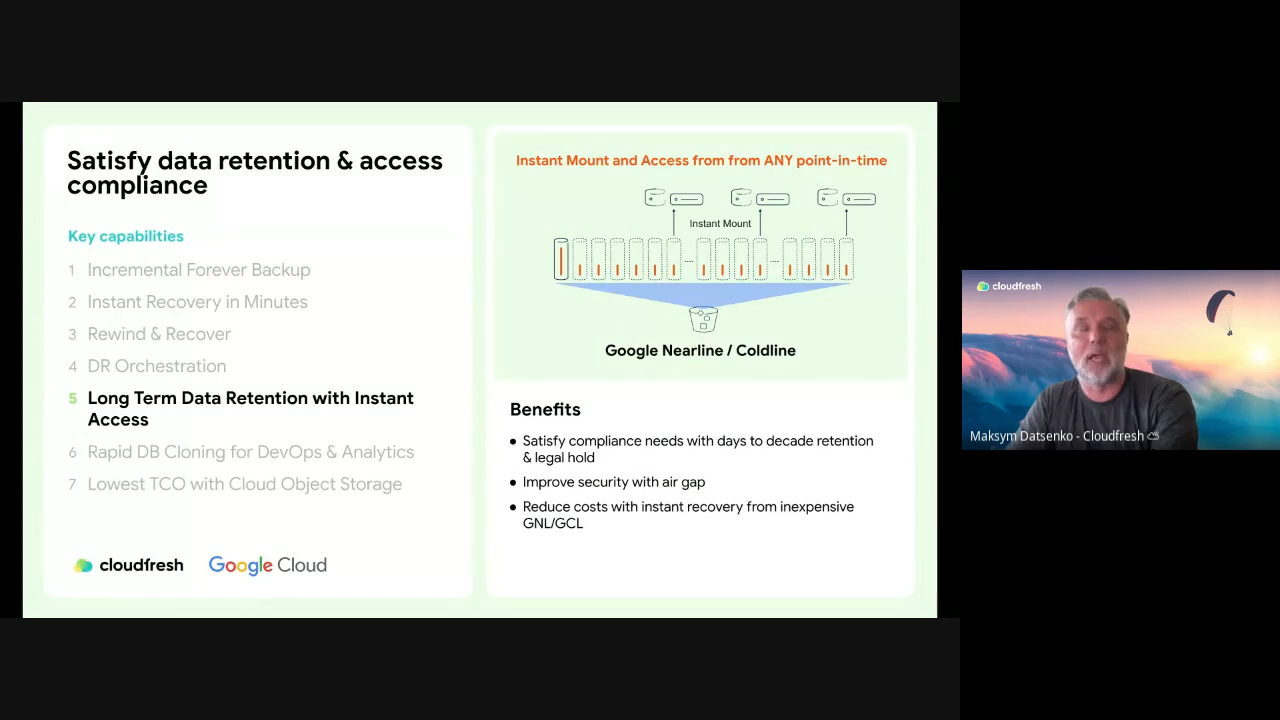 Satisfy data retention & access
compliance
Key capabilities
1 Incremental Forever Backup
2 Instant Recovery in Minutes
3 Rewind & Recover
4 DR Orchestration
5 Long Term Data Retention with Instant
Access
6 Rapid DB Cloning for DevOps & Analytics
7 Lowest TCO with Cloud Object Storage
cloudfresh Google Cloud
Instant Mount and Access from from ANY point-in-time
Instant Mount
Google Nearline / Coldline
Benefits
• Satisfy compliance needs with days to decade retention
& legal hold
• Improve security with air gap
• Reduce costs with instant recovery from inexpensive
GNL/GCL
cloudfresh
Maksym Datsenko - Cloudfresh